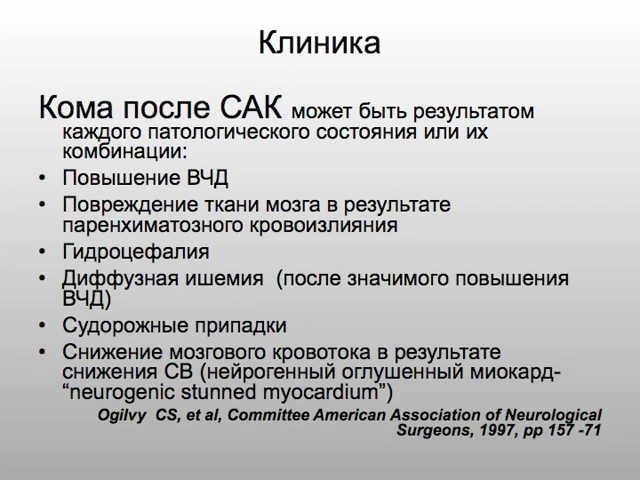 Клиника
Кома после САК может быть результатом
каждого патологического состояния или их
комбинации:
• Повышение ВЧД
• Повреждение ткани мозга в результате
паренхиматозного кровоизлияния
• Гидроцефалия
• Диффузная ишемия (после значимого повышения
ВЧД)
• Судорожные припадки
• Снижение мозгового кровотока в результате
снижения СВ (нейрогенный оглушенный миокард-
“neurogenic stunned myocardium”)
Ogilvy CS, et al, Committee American Association of Neurological
Surgeons, 1997, pp 157 -71